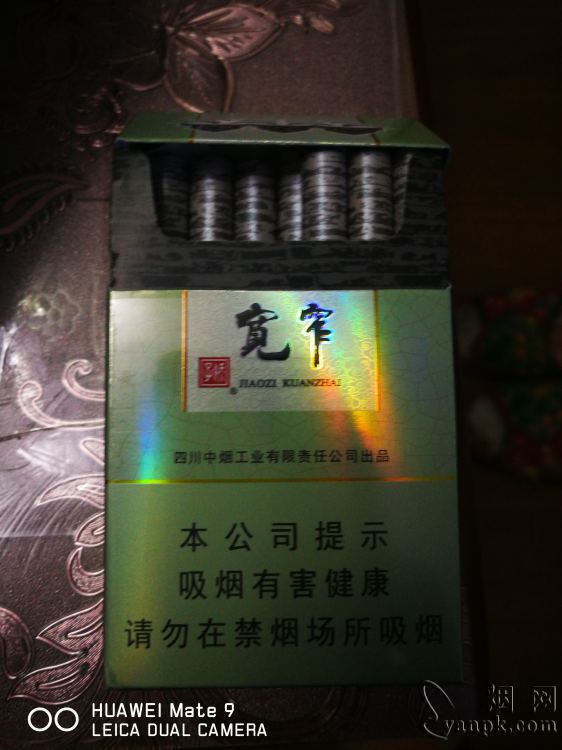 宽窄
娇子
® JIAOZI KUANZHAI
四川中烟工业有限责任公司出品
本公司提示
吸烟有害健康
请勿在禁烟场所吸烟
HUAWEI Mate 9
LEICA DUAL CAMERA
烟网
yanpk.com